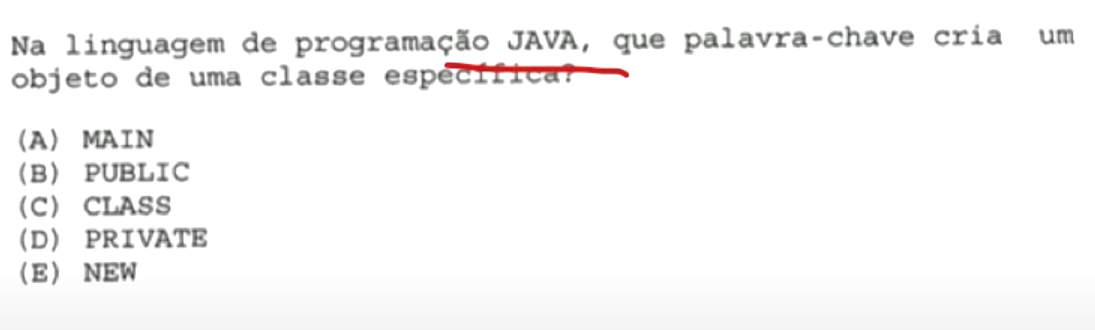 Na linguagem de programação JAVA, que palavra-chave cria um
objeto de uma classe específica?
(A) MAIN
(B) PUBLIC
(C) CLASS
(D) PRIVATE
(E) NEW